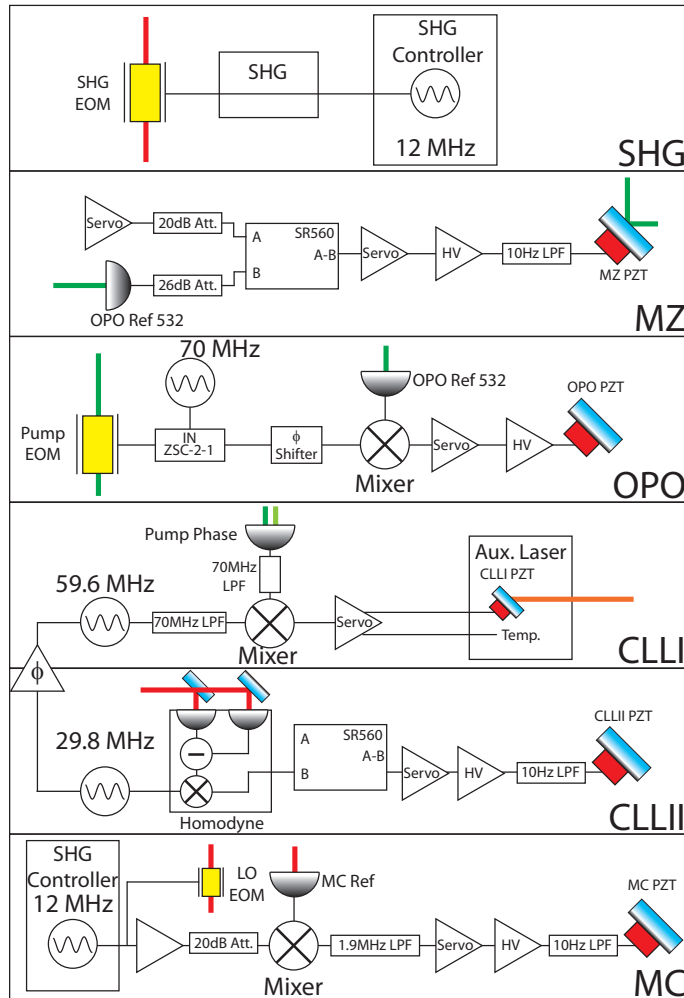 SHG
Controller
SHG
EOM
SHG
12 MHz
SHG
Servo
20dB Att.
A
SR560
A-B
B
Servo
HV
10Hz LPF
MZ PZT
26dB Att.
OPO Ref 532
MZ
70 MHz
OPO Ref 532
OPO PZT
Pump
EOM
IN
ZSC-2-1
ϕ
Shifter
Mixer
Servo
HV
OPO
Pump Phase
70MHz
LPF
Aux. Laser
CLLI PZT
59.6 MHz
70MHz LPF
Mixer
Servo
Temp.
CLLI
ϕ
29.8 MHz
Homodyne
A
SR560
A-B
B
Servo
HV
10Hz LPF
CLLII PZT
CLLII
SHG
Controller
12 MHz
LO
EOM
MC Ref
20dB Att.
Mixer
1.9MHz LPF
Servo
HV
10Hz LPF
MC PZT
MC